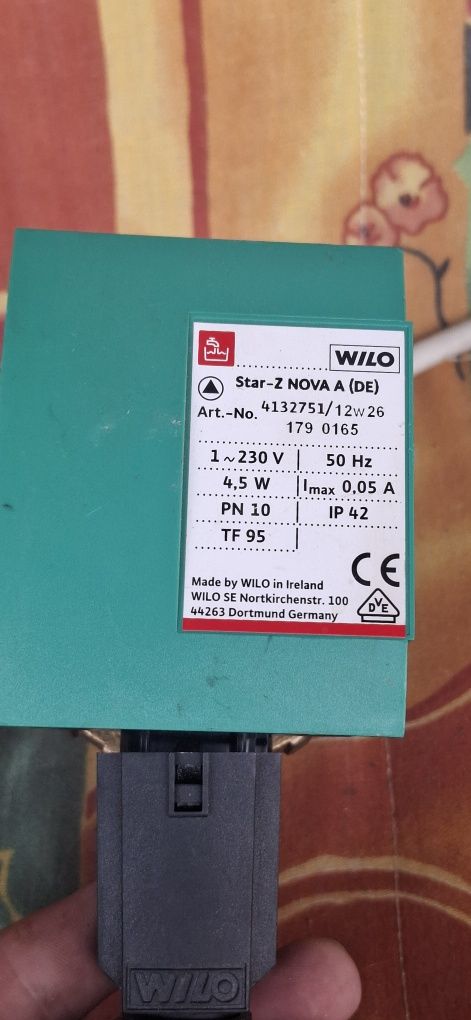 WILO
Star-Z NOVA A (DE)
Art.-No. 4132751/12w26
179 0165
1~230 V 50 Hz
4,5 W Imax 0,05 A
PN 10 IP 42
TF 95
CE
Made by WILO in Ireland
WILO SE Nortkirchenstr. 100
44263 Dortmund Germany
DVE
WILO